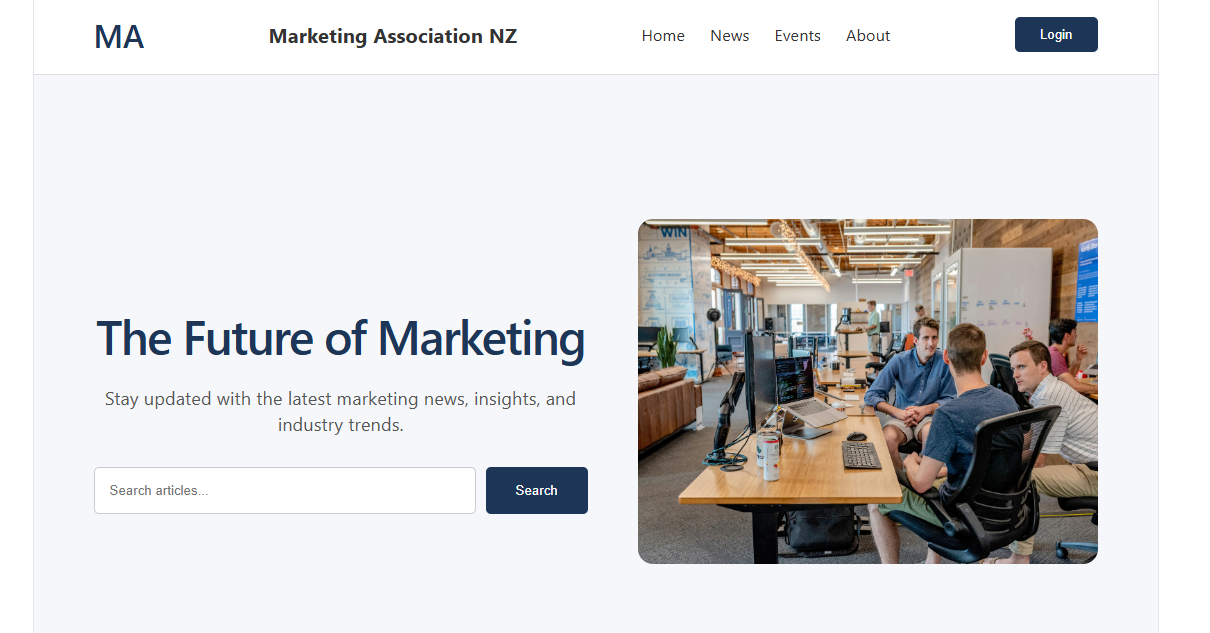 MA
Marketing Association NZ
Home News Events About
Login
The Future of Marketing
Stay updated with the latest marketing news, insights, and
industry trends.
Search articles...
Search
WIN